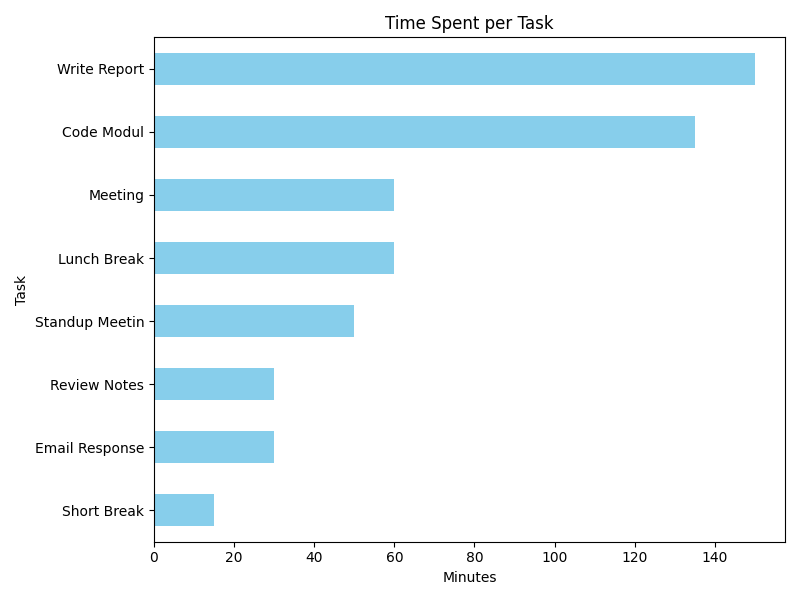 Time Spent per Task
Write Report
Code Modul
Meeting
Lunch Break
Standup Meetin
Review Notes
Email Response
Short Break
Task
0 20 40 60 80 100 120 140
Minutes